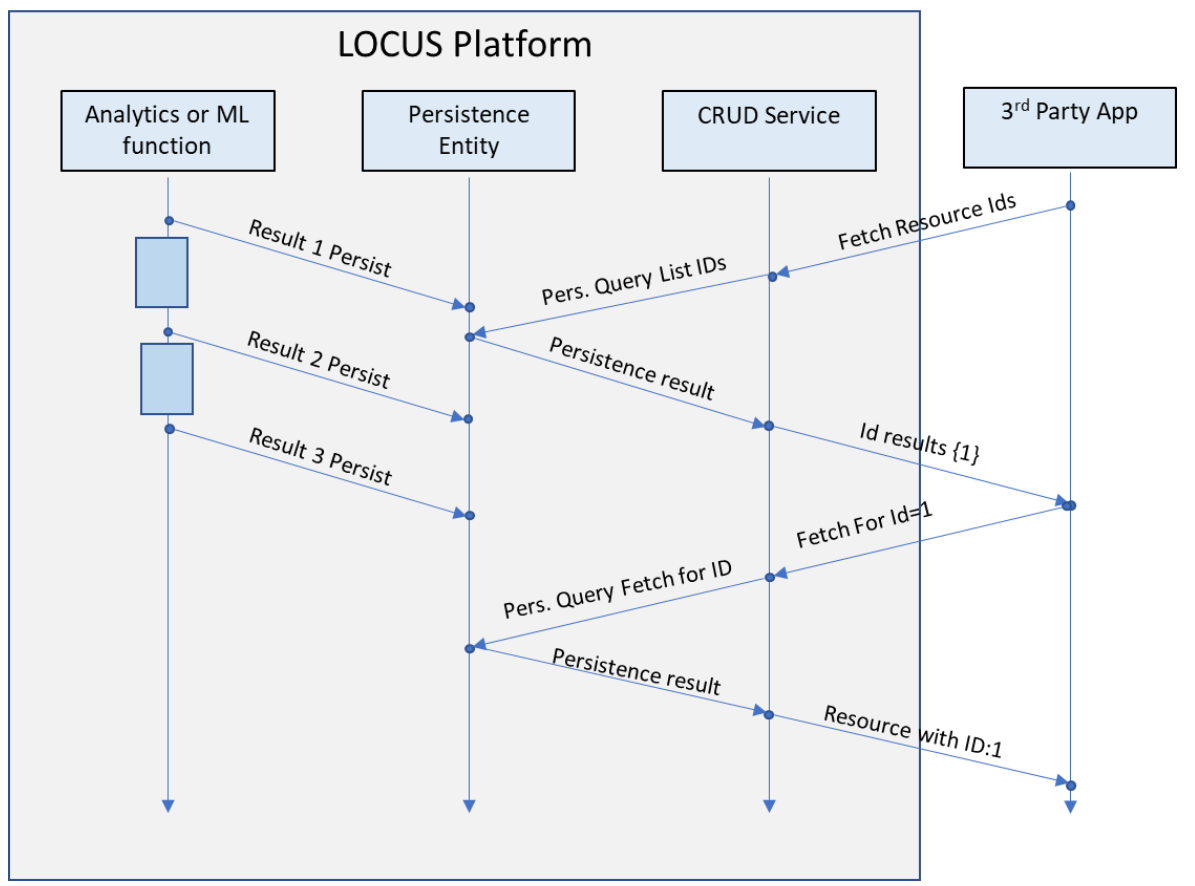 LOCUS Platform
Analytics or ML
function
Persistence
Entity
CRUD Service
3rd Party App
Fetch Resource Ids
Result 1 Persist
Pers. Query List IDs
Result 2 Persist
Persistence result
Id results {1}
Result 3 Persist
Fetch For Id=1
Pers. Query Fetch for ID
Persistence result
Resource with ID:1